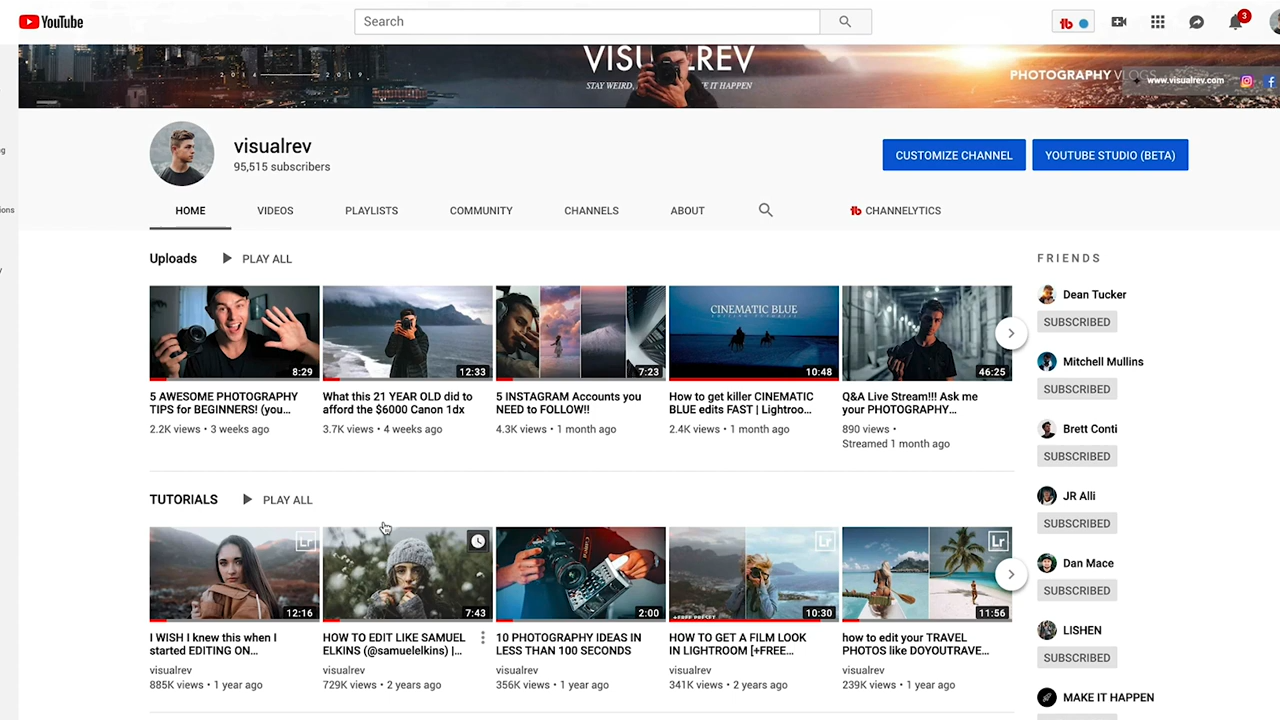 YouTube
Search
3
VISUALREV
2014 2019
STAY WEIRD, MAKE IT HAPPEN
PHOTOGRAPHY VLOGS
www.visualrev.com
visualrev
95,515 subscribers
CUSTOMIZE CHANNEL
YOUTUBE STUDIO (BETA)
HOME
VIDEOS
PLAYLISTS
COMMUNITY
CHANNELS
ABOUT
tb CHANNELYTICS
Uploads
PLAY ALL
8:29
5 AWESOME PHOTOGRAPHY
TIPS for BEGINNERS! (you...
2.2K views • 3 weeks ago
12:33
What this 21 YEAR OLD did to
afford the $6000 Canon 1dx
3.7K views • 4 weeks ago
7:23
5 INSTAGRAM Accounts you
NEED to FOLLOW!!
4.3K views • 1 month ago
CINEMATIC BLUE
10:48
How to get killer CINEMATIC
BLUE edits FAST | Lightroo...
2.4K views • 1 month ago
46:25
Q&A Live Stream!!! Ask me
your PHOTOGRAPHY...
890 views •
Streamed 1 month ago
TUTORIALS
PLAY ALL
Lr
12:16
I WISH I knew this when I
started EDITING ON...
visualrev
885K views • 1 year ago
7:43
HOW TO EDIT LIKE SAMUEL
ELKINS (@samuelelkins) |...
visualrev
729K views • 2 years ago
2:00
10 PHOTOGRAPHY IDEAS IN
LESS THAN 100 SECONDS
visualrev
356K views • 1 year ago
Lr
+FREE PRESET
10:30
HOW TO GET A FILM LOOK
IN LIGHTROOM [+FREE...
visualrev
341K views • 2 years ago
Lr
11:56
how to edit your TRAVEL
PHOTOS like DOYOUTRAVE...
visualrev
239K views • 1 year ago
FRIENDS
Dean Tucker
SUBSCRIBED
Mitchell Mullins
SUBSCRIBED
Brett Conti
SUBSCRIBED
JR Alli
SUBSCRIBED
Dan Mace
SUBSCRIBED
LISHEN
SUBSCRIBED
MAKE IT HAPPEN